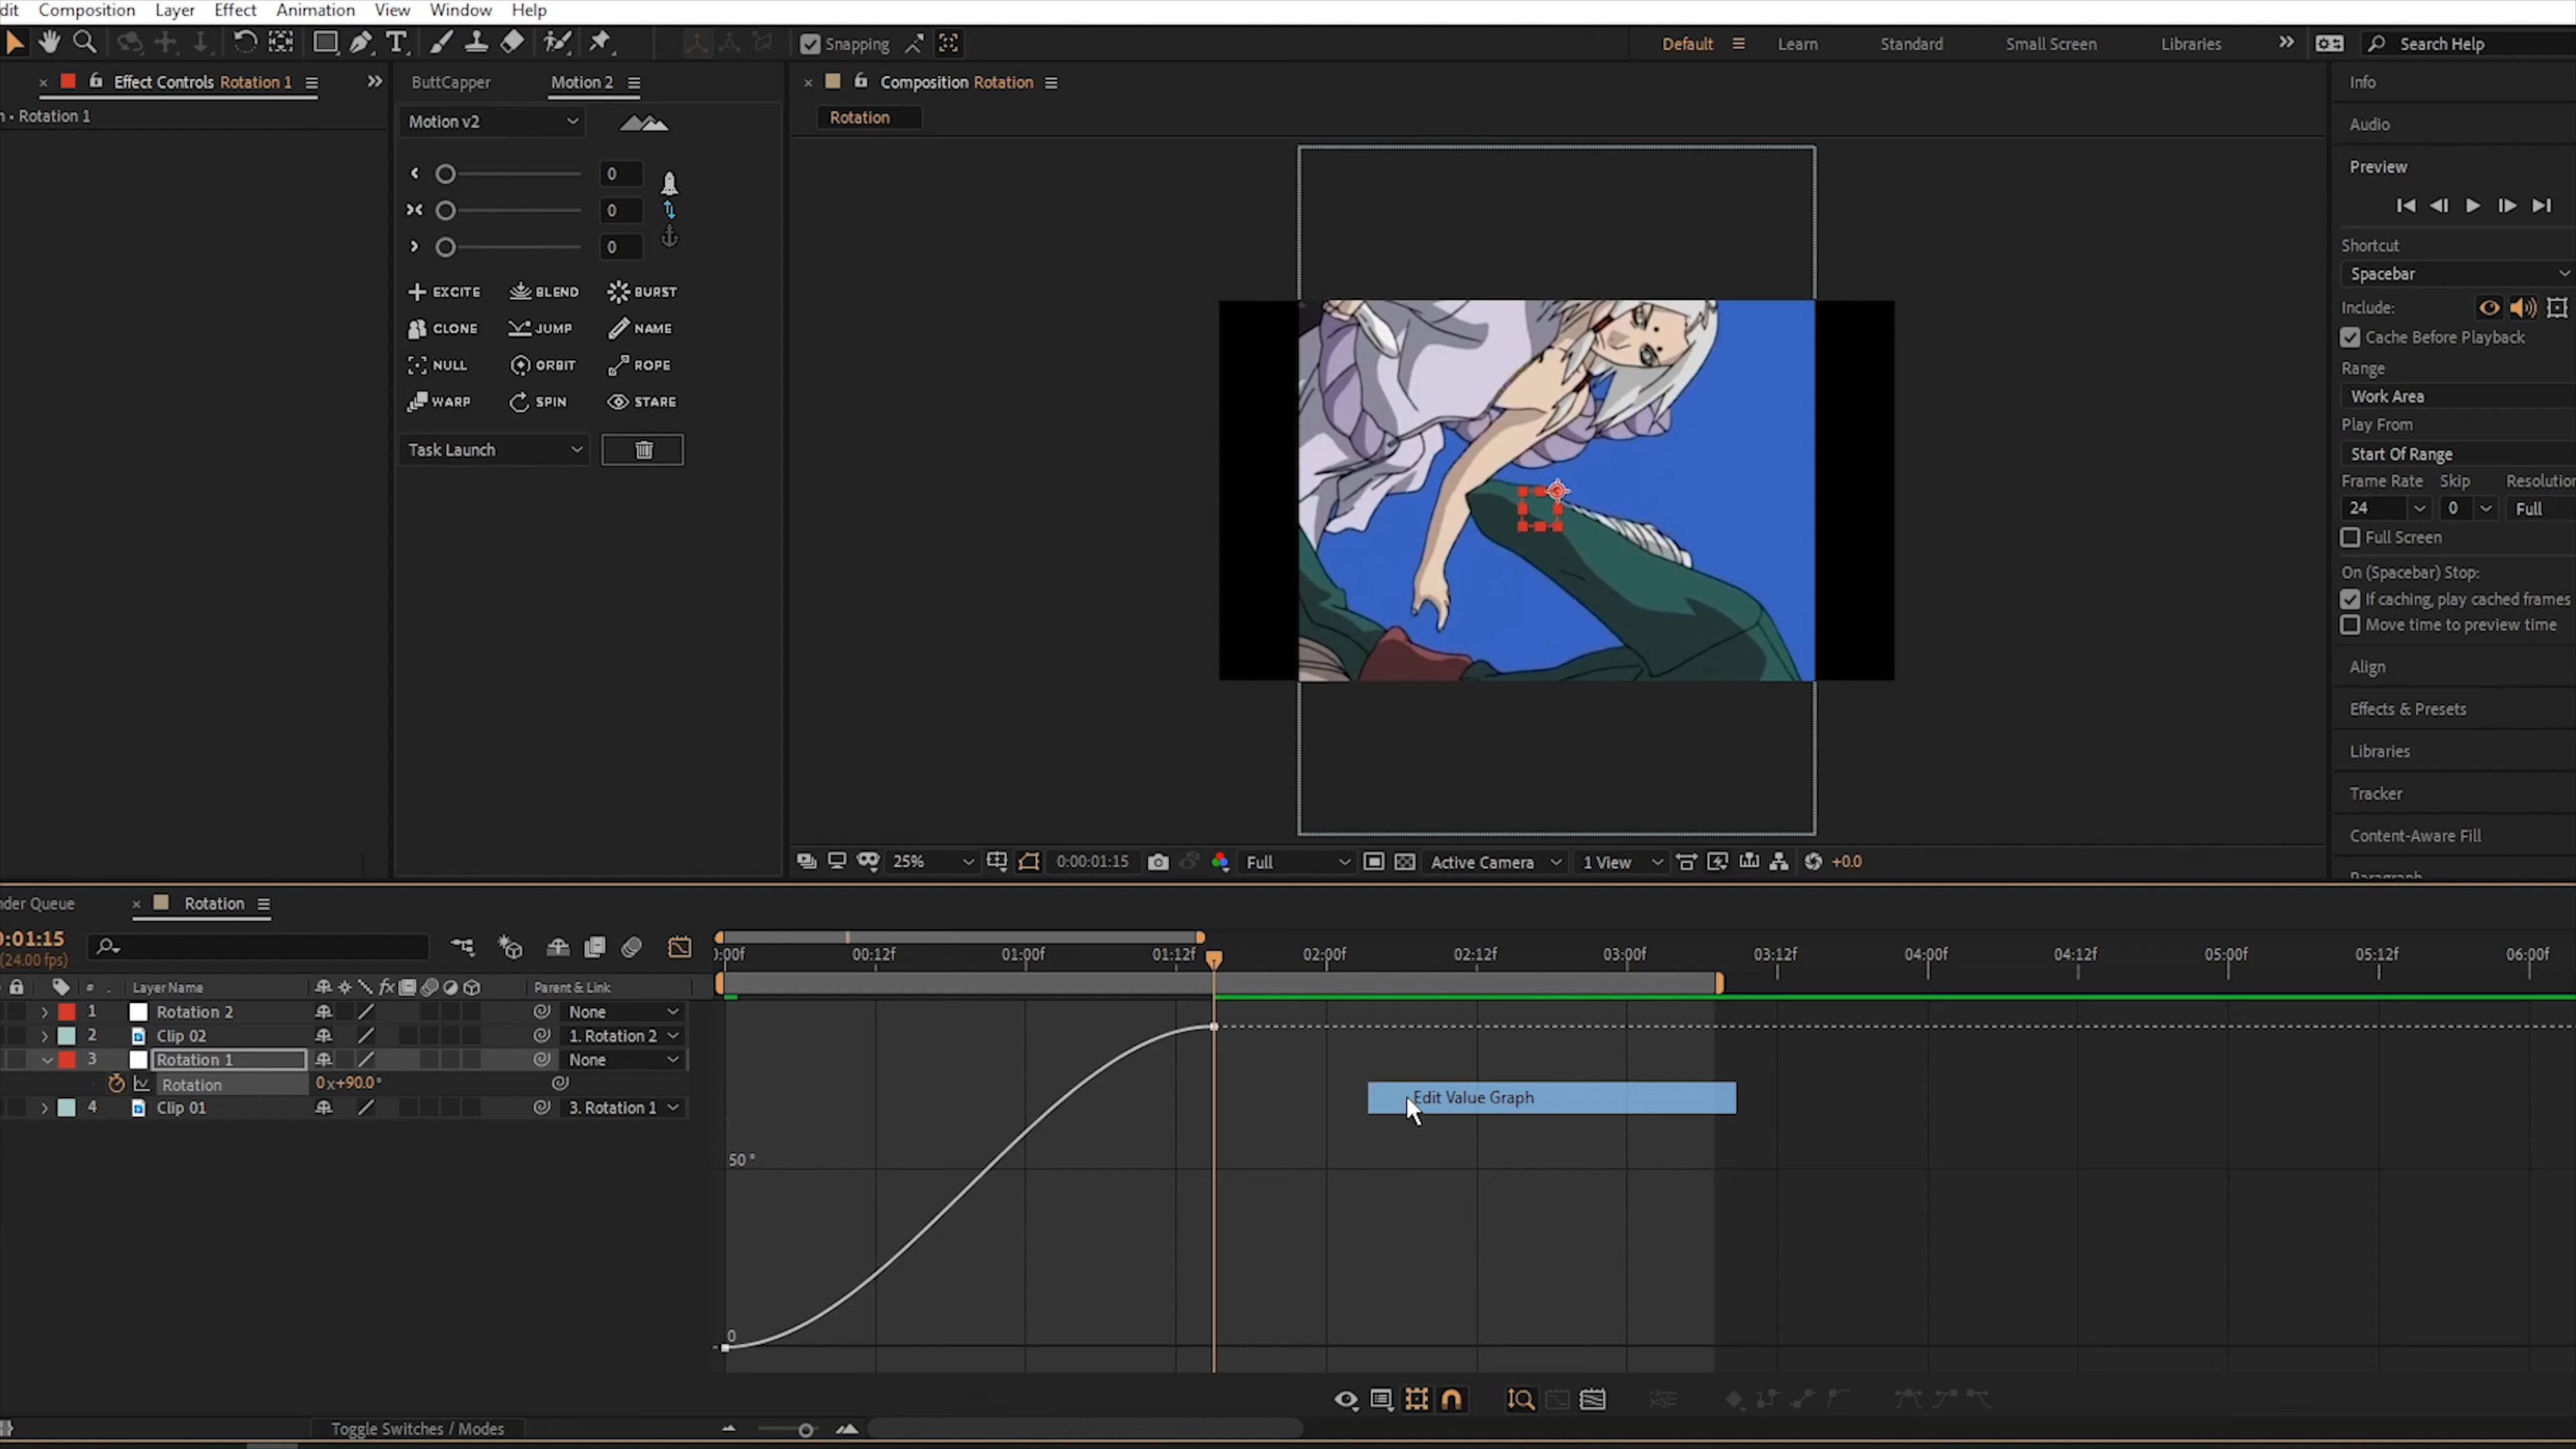 dit Composition Layer Effect Animation View Window Help
Snapping Default Learn Standard Small Screen Libraries Search Help
Effect Controls Rotation 1
• Rotation 1
ButtCapper Motion 2
Motion v2
0
0
0
EXCITE BLEND BURST
CLONE JUMP NAME
NULL ORBIT ROPE
WARP SPIN STARE
Task Launch
Composition Rotation
Rotation
25% 0:00:01:15 Full Active Camera 1 View +0.0
Info
Audio
Preview
Shortcut
Spacebar
Include:
Cache Before Playback
Range
Work Area
Play From
Start Of Range
Frame Rate Skip Resolution
24 0 Full
Full Screen
On (Spacebar) Stop:
If caching, play cached frames
Move time to preview time
Align
Effects & Presets
Libraries
Tracker
Content-Aware Fill
Paragraph
der Queue Rotation
0:01:15
(24.00 fps)
:00f 00:12f 01:00f 01:12f 02:00f 02:12f 03:00f 03:12f 04:00f 04:12f 05:00f 05:12f 06:00f
# Layer Name fx Parent & Link
1 Rotation 2 None
2 Clip 02 1. Rotation 2
3 Rotation 1 None
Rotation 0x+90.0°
4 Clip 01 3. Rotation 1
Edit Value Graph
50°
0
Toggle Switches / Modes